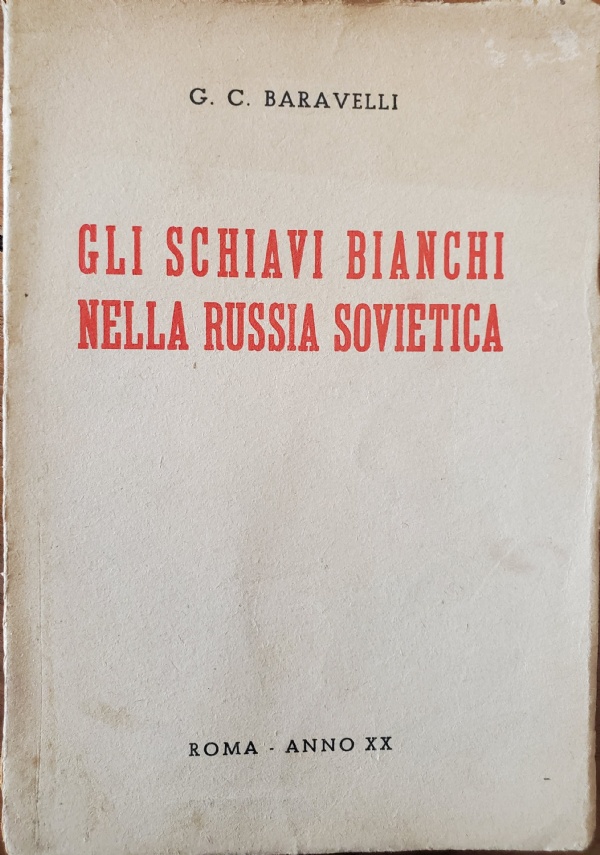 G. C. BARAVELLI
GLI SCHIAVI BIANCHI
NELLA RUSSIA SOVIETICA
ROMA - ANNO XX